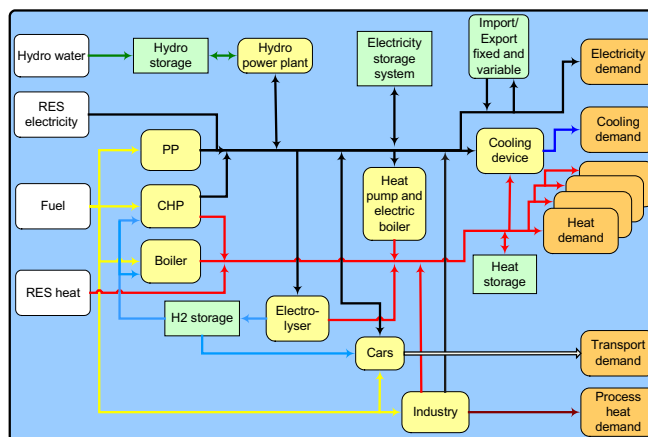 Hydro water
Hydro
storage
Hydro
power plant
Electricity
storage
system
Import/
Export
fixed and
variable
Electricity
demand
RES
electricity
PP
Cooling
device
Cooling
demand
Fuel
CHP
Heat
pump and
electric
boiler
Heat
demand
Boiler
RES heat
Heat
storage
H2 storage
Electro-
lyser
Cars
Transport
demand
Industry
Process
heat
demand